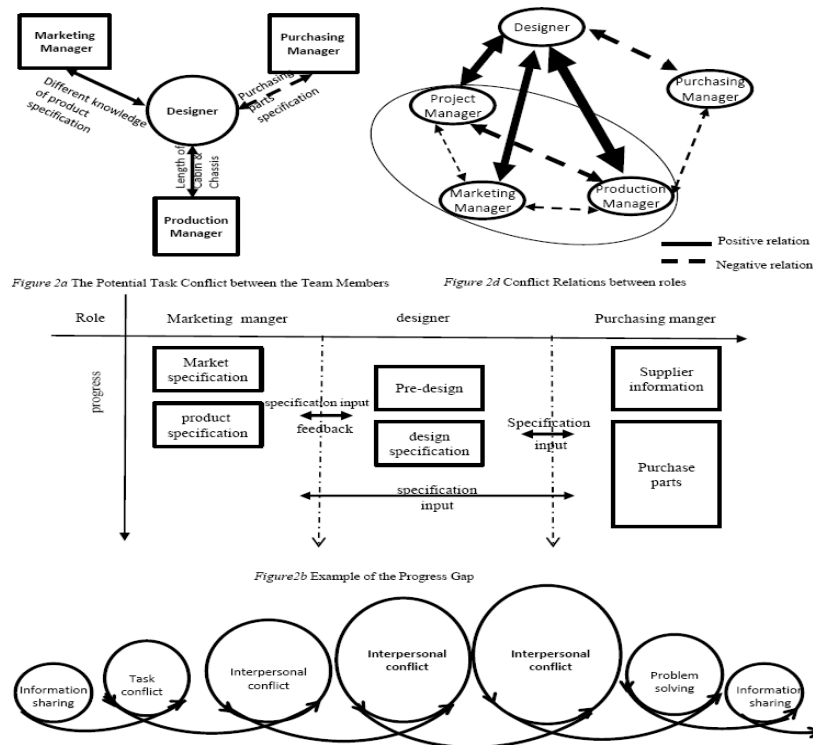 Marketing
Manager
Purchasing
Manager
Designer
Different knowledge
of product
specification
Purchasing
parts
specification
Length of
Cabin &
Chassis
Production
Manager
Figure 2a The Potential Task Conflict between the Team Members
Designer
Project
Manager
Purchasing
Manager
Marketing
Manager
Production
Manager
Positive relation
Negative relation
Figure 2d Conflict Relations between roles
Role
Marketing manger
designer
Purchasing manger
progress
Market
specification
product
specification
specification input
feedback
Pre-design
design
specification
Specification
input
Supplier
information
Purchase
parts
specification
input
Figure2b Example of the Progress Gap
Information
sharing
Task
conflict
Interpersonal
conflict
Interpersonal
conflict
Interpersonal
conflict
Problem
solving
Information
sharing